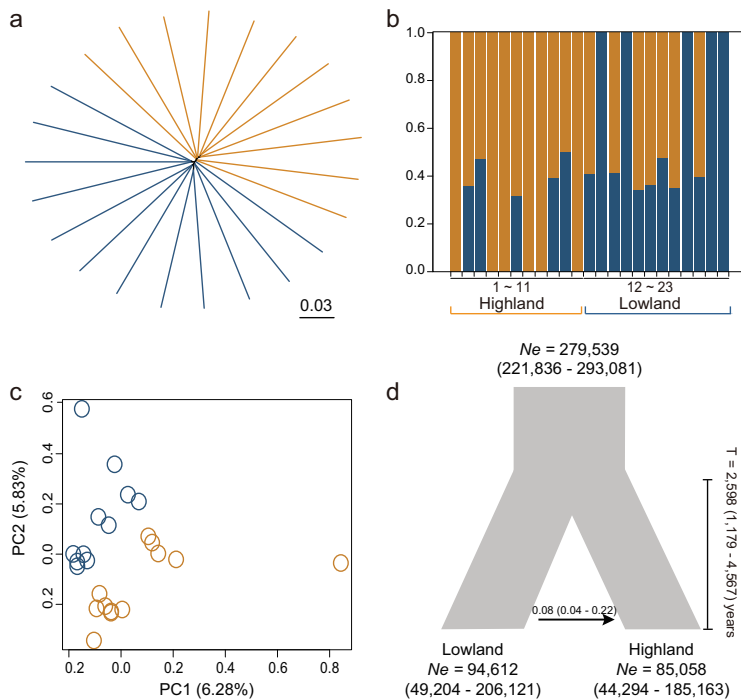 a
0.03
b
1.0
0.8
0.6
0.4
0.2
0.0
1 ~ 11
12 ~ 23
Highland
Lowland
c
0.6
0.4
0.2
0.0
0.2
PC2 (5.83%)
0.2
0.0
0.2
0.4
0.6
0.8
PC1 (6.28%)
d
Ne = 279,539
(221,836 - 293,081)
T = 2,598 (1,179 - 4,567) years
0.08 (0.04 - 0.22)
Lowland
Ne = 94,612
(49,204 - 206,121)
Highland
Ne = 85,058
(44,294 - 185,163)